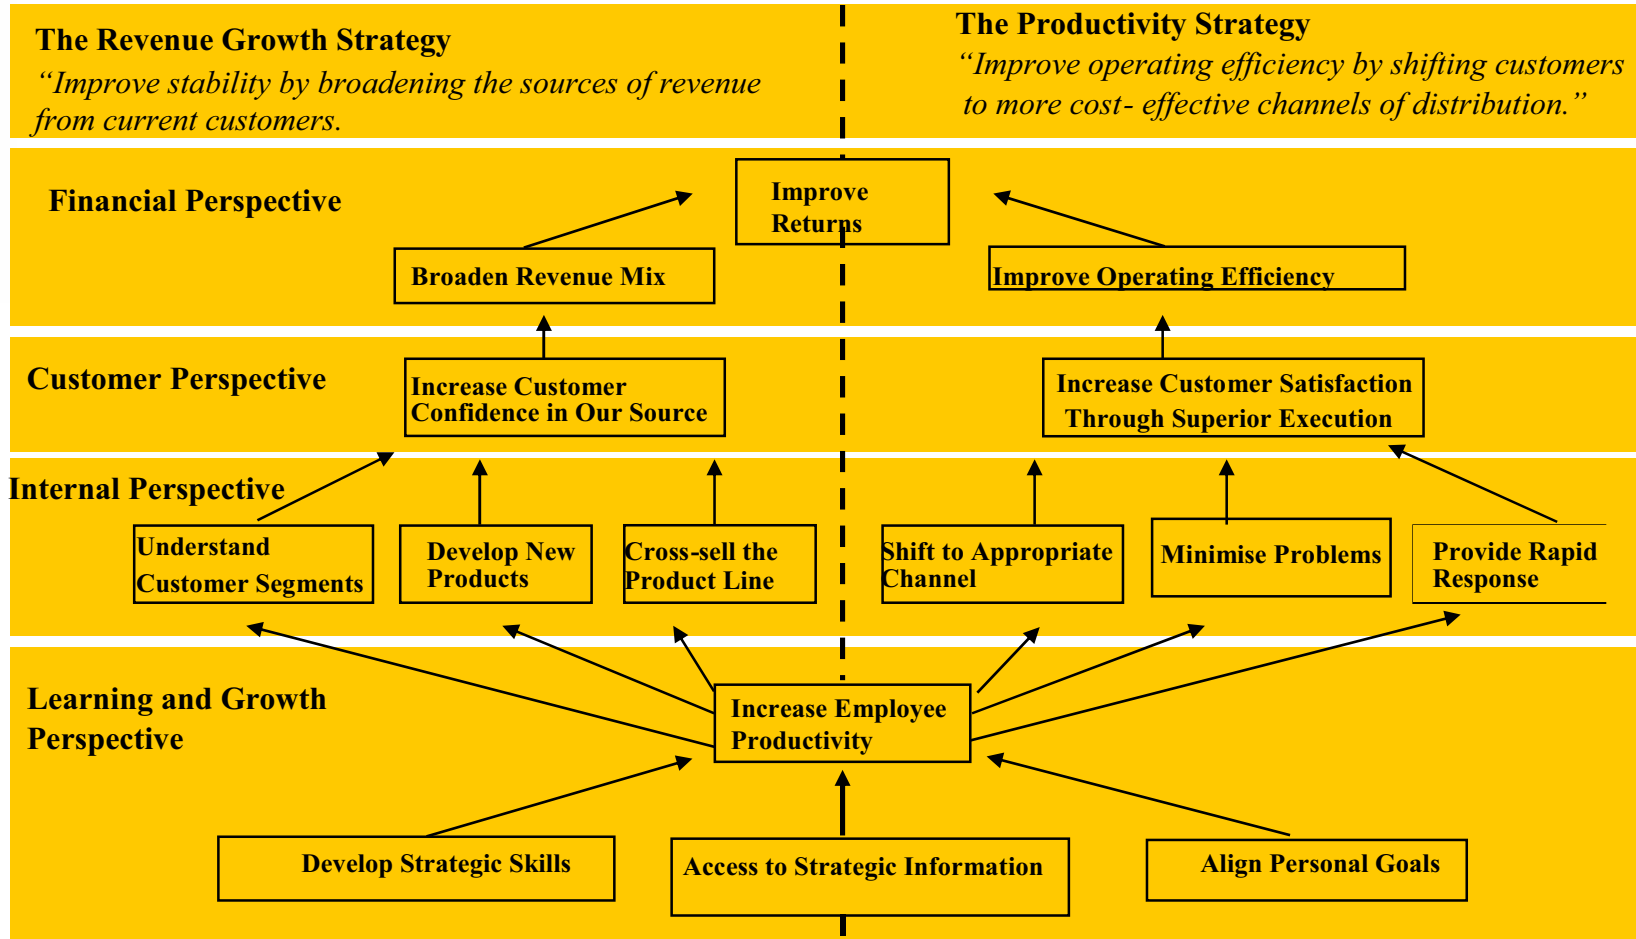 The Revenue Growth Strategy
“Improve stability by broadening the sources of revenue
from current customers.
The Productivity Strategy
“Improve operating efficiency by shifting customers
to more cost- effective channels of distribution.”
Financial Perspective
Improve
Returns
Broaden Revenue Mix
Improve Operating Efficiency
Customer Perspective
Increase Customer
Confidence in Our Source
Increase Customer Satisfaction
Through Superior Execution
Internal Perspective
Understand
Customer Segments
Develop New
Products
Cross-sell the
Product Line
Shift to Appropriate
Channel
Minimise Problems
Provide Rapid
Response
Learning and Growth
Perspective
Increase Employee
Productivity
Develop Strategic Skills
Access to Strategic Information
Align Personal Goals